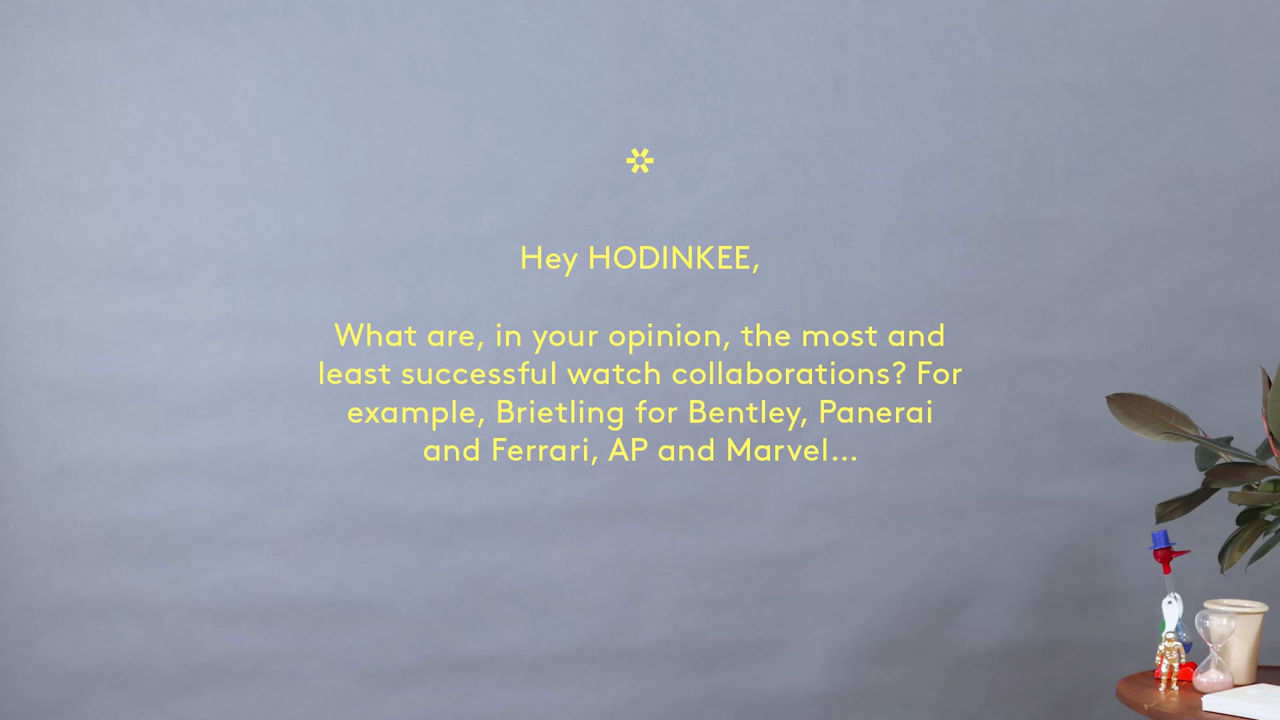 Hey HODINKEE,
What are, in your opinion, the most and
least successful watch collaborations? For
example, Brietling for Bentley, Panerai
and Ferrari, AP and Marvel...